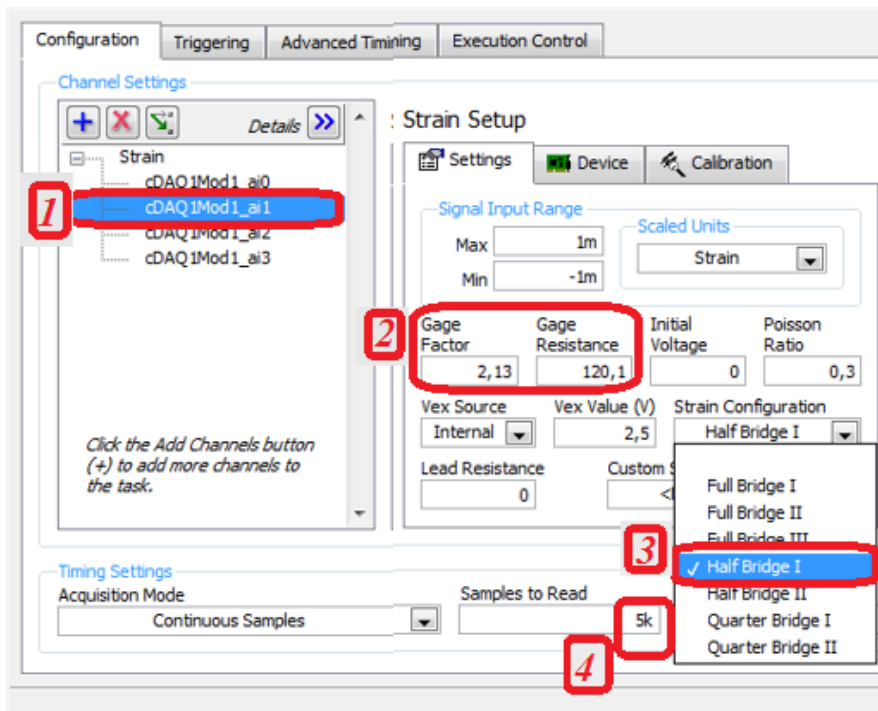 Configuration Triggering Advanced Timining Execution Control
Channel Settings
Details
Strain
cDAQ1Mod1_ai0
cDAQ1Mod1_ai1
cDAQ1Mod1_ai2
cDAQ1Mod1_ai3
Click the Add Channels button
(+) to add more channels to
the task.
Strain Setup
Settings Device Calibration
Signal Input Range
Max 1m
Min -1m
Scaled Units
Strain
Gage Factor 2,13
Gage Resistance 120,1
Initial Voltage 0
Poisson Ratio 0,3
Vex Source Vex Value (V) Strain Configuration
Internal 2,5 Half Bridge I
Lead Resistance Custom
0
Full Bridge I
Full Bridge II
Full Bridge III
Half Bridge I
Half Bridge II
Quarter Bridge I
Quarter Bridge II
Timing Settings
Acquisition Mode Samples to Read
Continuous Samples 5k
1
2
3
4